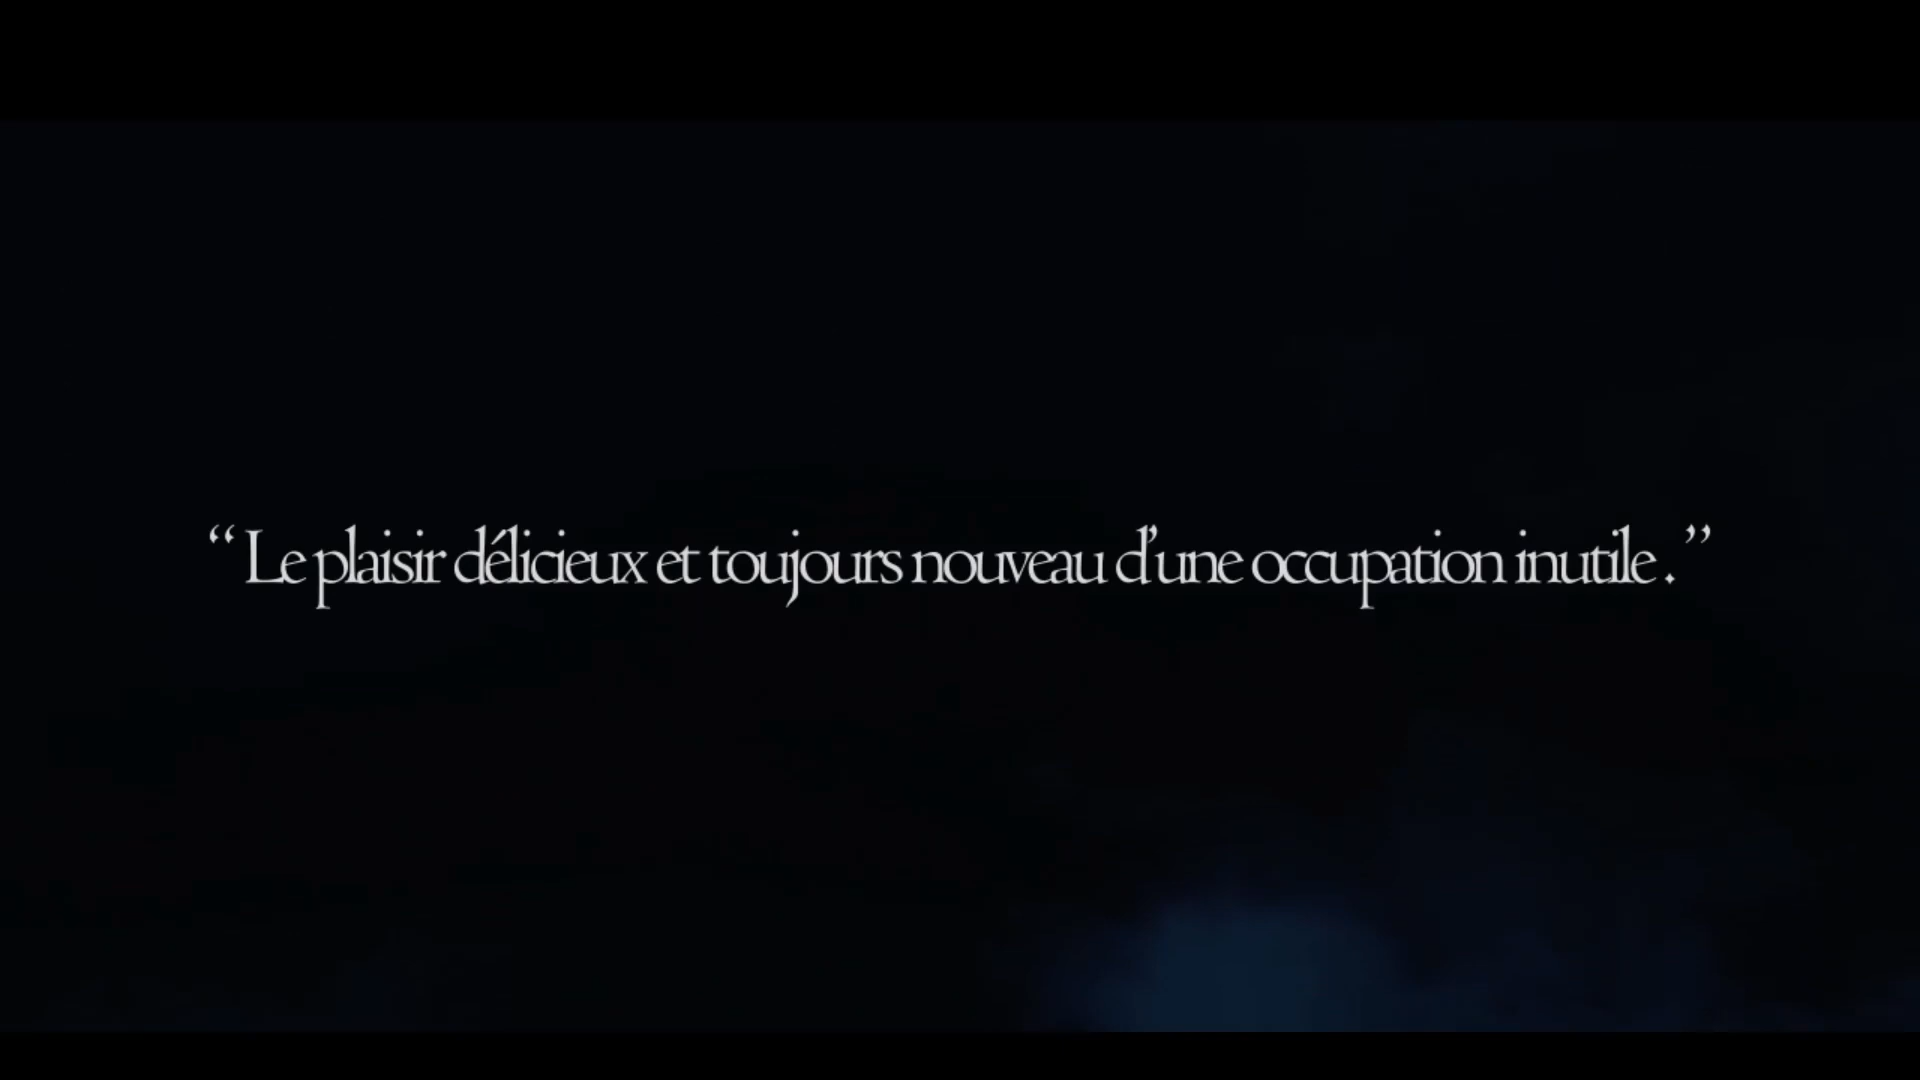 “Le plaisir délicieux et toujours nouveau d’une occupation inutile.”